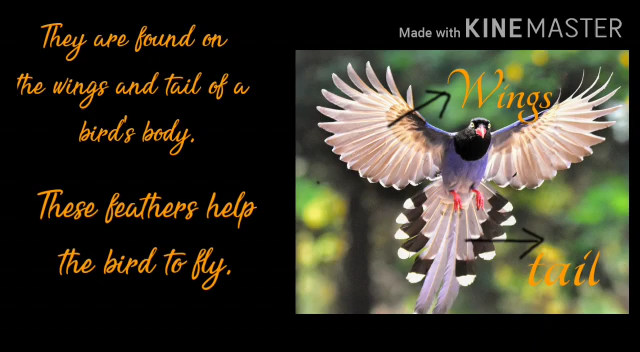 They are found on
the wings and tail of a
bird's body.
These feathers help
the bird to fly.
Made with KINEMASTER
Wings
tail